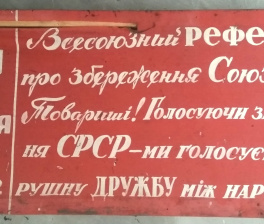 Всесоюзний РЕФЕ
про збереження Союз
Товариші! Голосуючи з
ня СРСР-ми голосує
рушну ДРУЖБУ між НАР